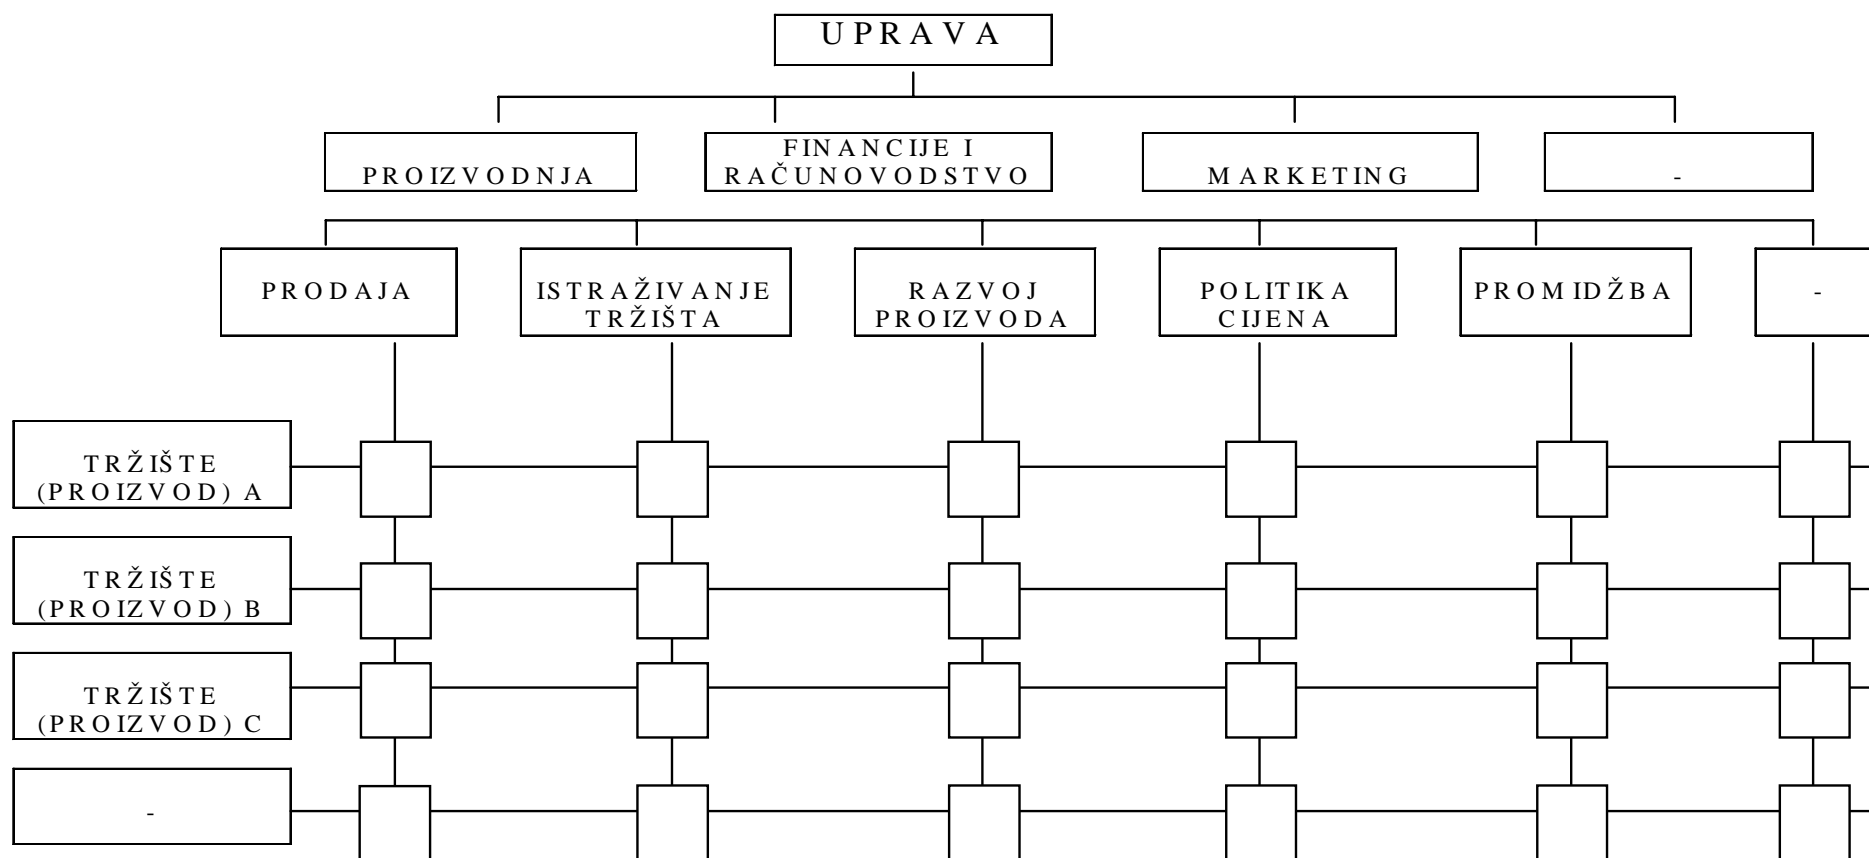 UPRAVA
PROIZVODNJA
FINANCIJE I
RAČUNOVODSTVO
MARKETING
-
PRODAJA
ISTRAŽIVANJE
TRŽIŠTA
RAZVOJ
PROIZVODA
POLITIKA
CIJENA
PROMIDŽBA
-
TRŽIŠTE
(PROIZVOD) A
TRŽIŠTE
(PROIZVOD) B
TRŽIŠTE
(PROIZVOD) C
-